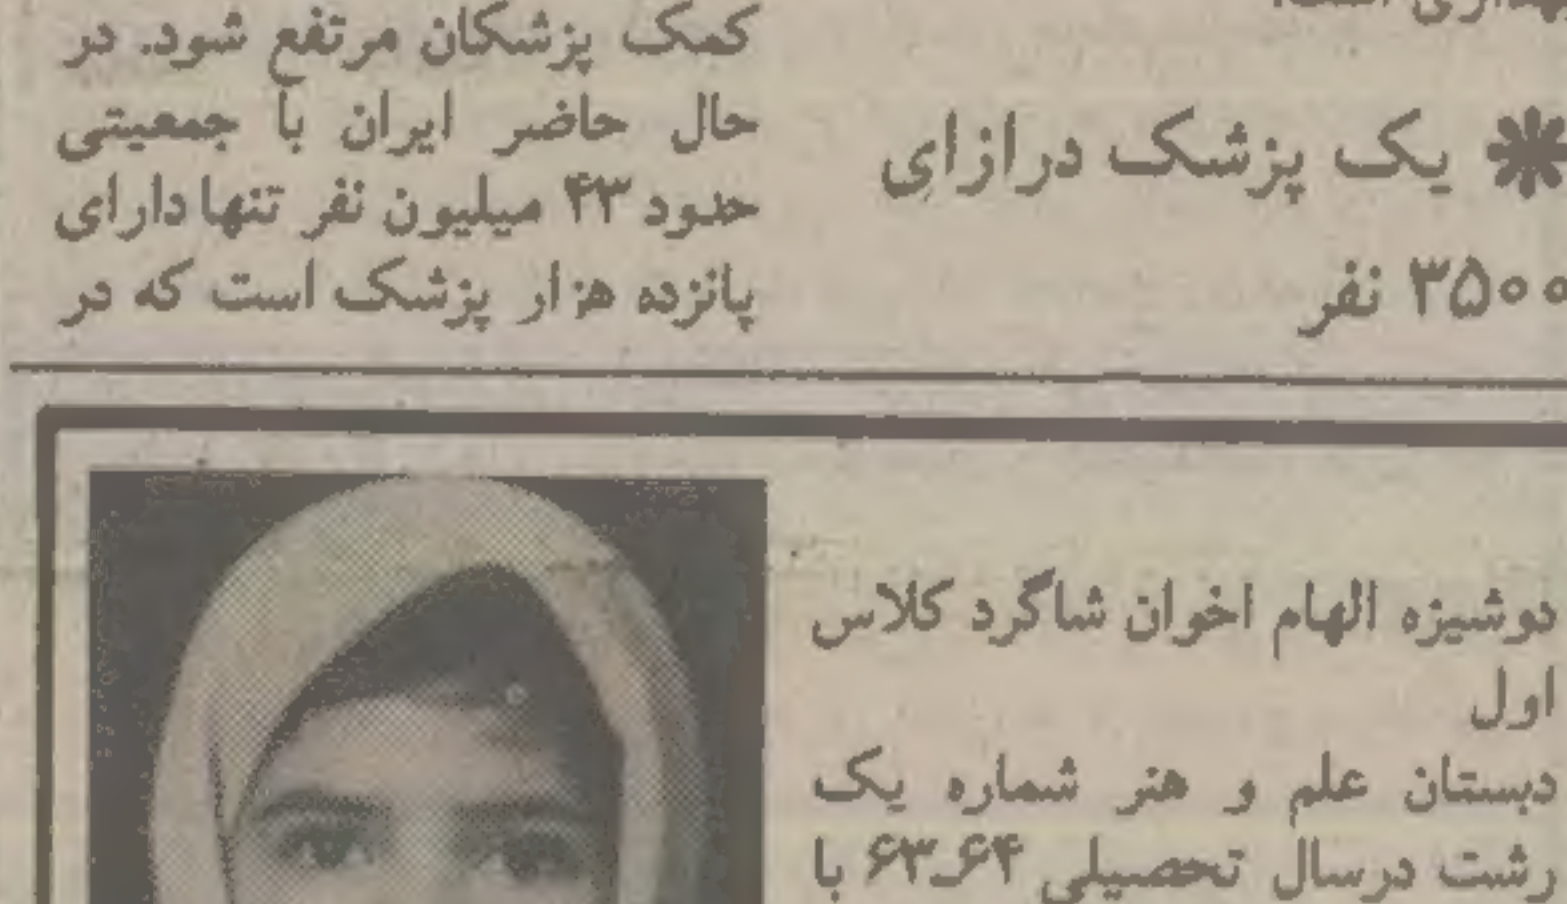 ❋ یک پزشک درازای
۳۵۰۰ نفر
کمک پزشکان مرتفع شود. در
حال حاضر ایران با جمعیتی
حدود ۴۳ میلیون نفر تنها دارای
پانزده هزار پزشک است که در
دوشیزه الهام اخوان شاگرد کلاس
اول
دبستان علم و هنر شماره یک
رشت درسال تحصیلی ۶۴ـ۶۳ با